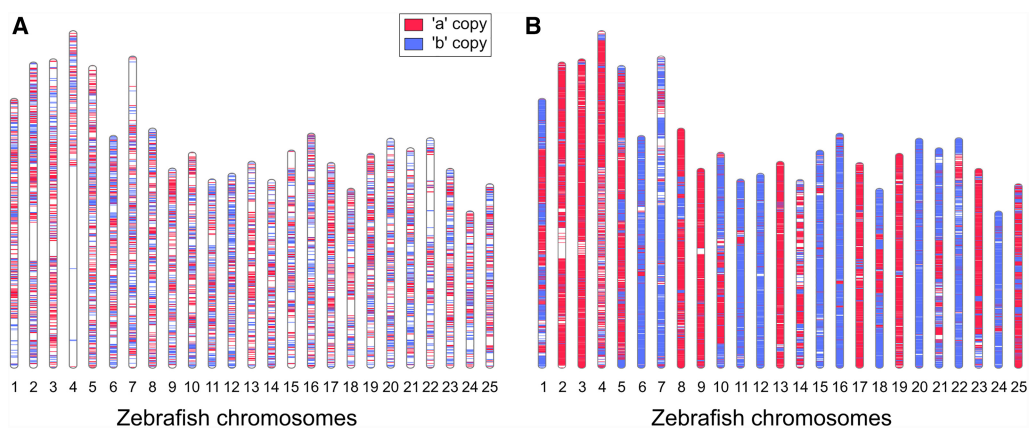 A
'a' copy
'b' copy
B
1 2 3 4 5 6 7 8 9 10 11 12 13 14 15 16 17 18 19 20 21 22 23 24 25
1 2 3 4 5 6 7 8 9 10 11 12 13 14 15 16 17 18 19 20 21 22 23 24 25
Zebrafish chromosomes
Zebrafish chromosomes